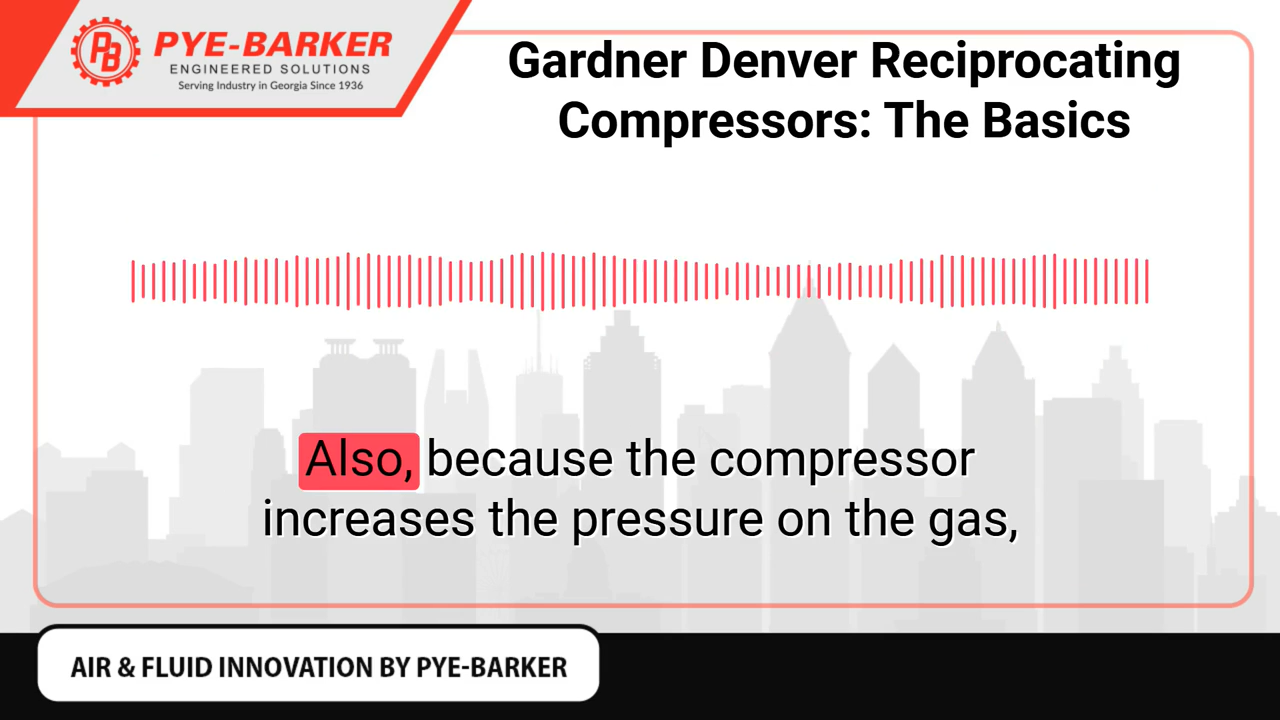 PB
PYE-BARKER
ENGINEERED SOLUTIONS
Serving Industry in Georgia Since 1936
Gardner Denver Reciprocating
Compressors: The Basics
Also, because the compressor
increases the pressure on the gas,
AIR & FLUID INNOVATION BY PYE-BARKER